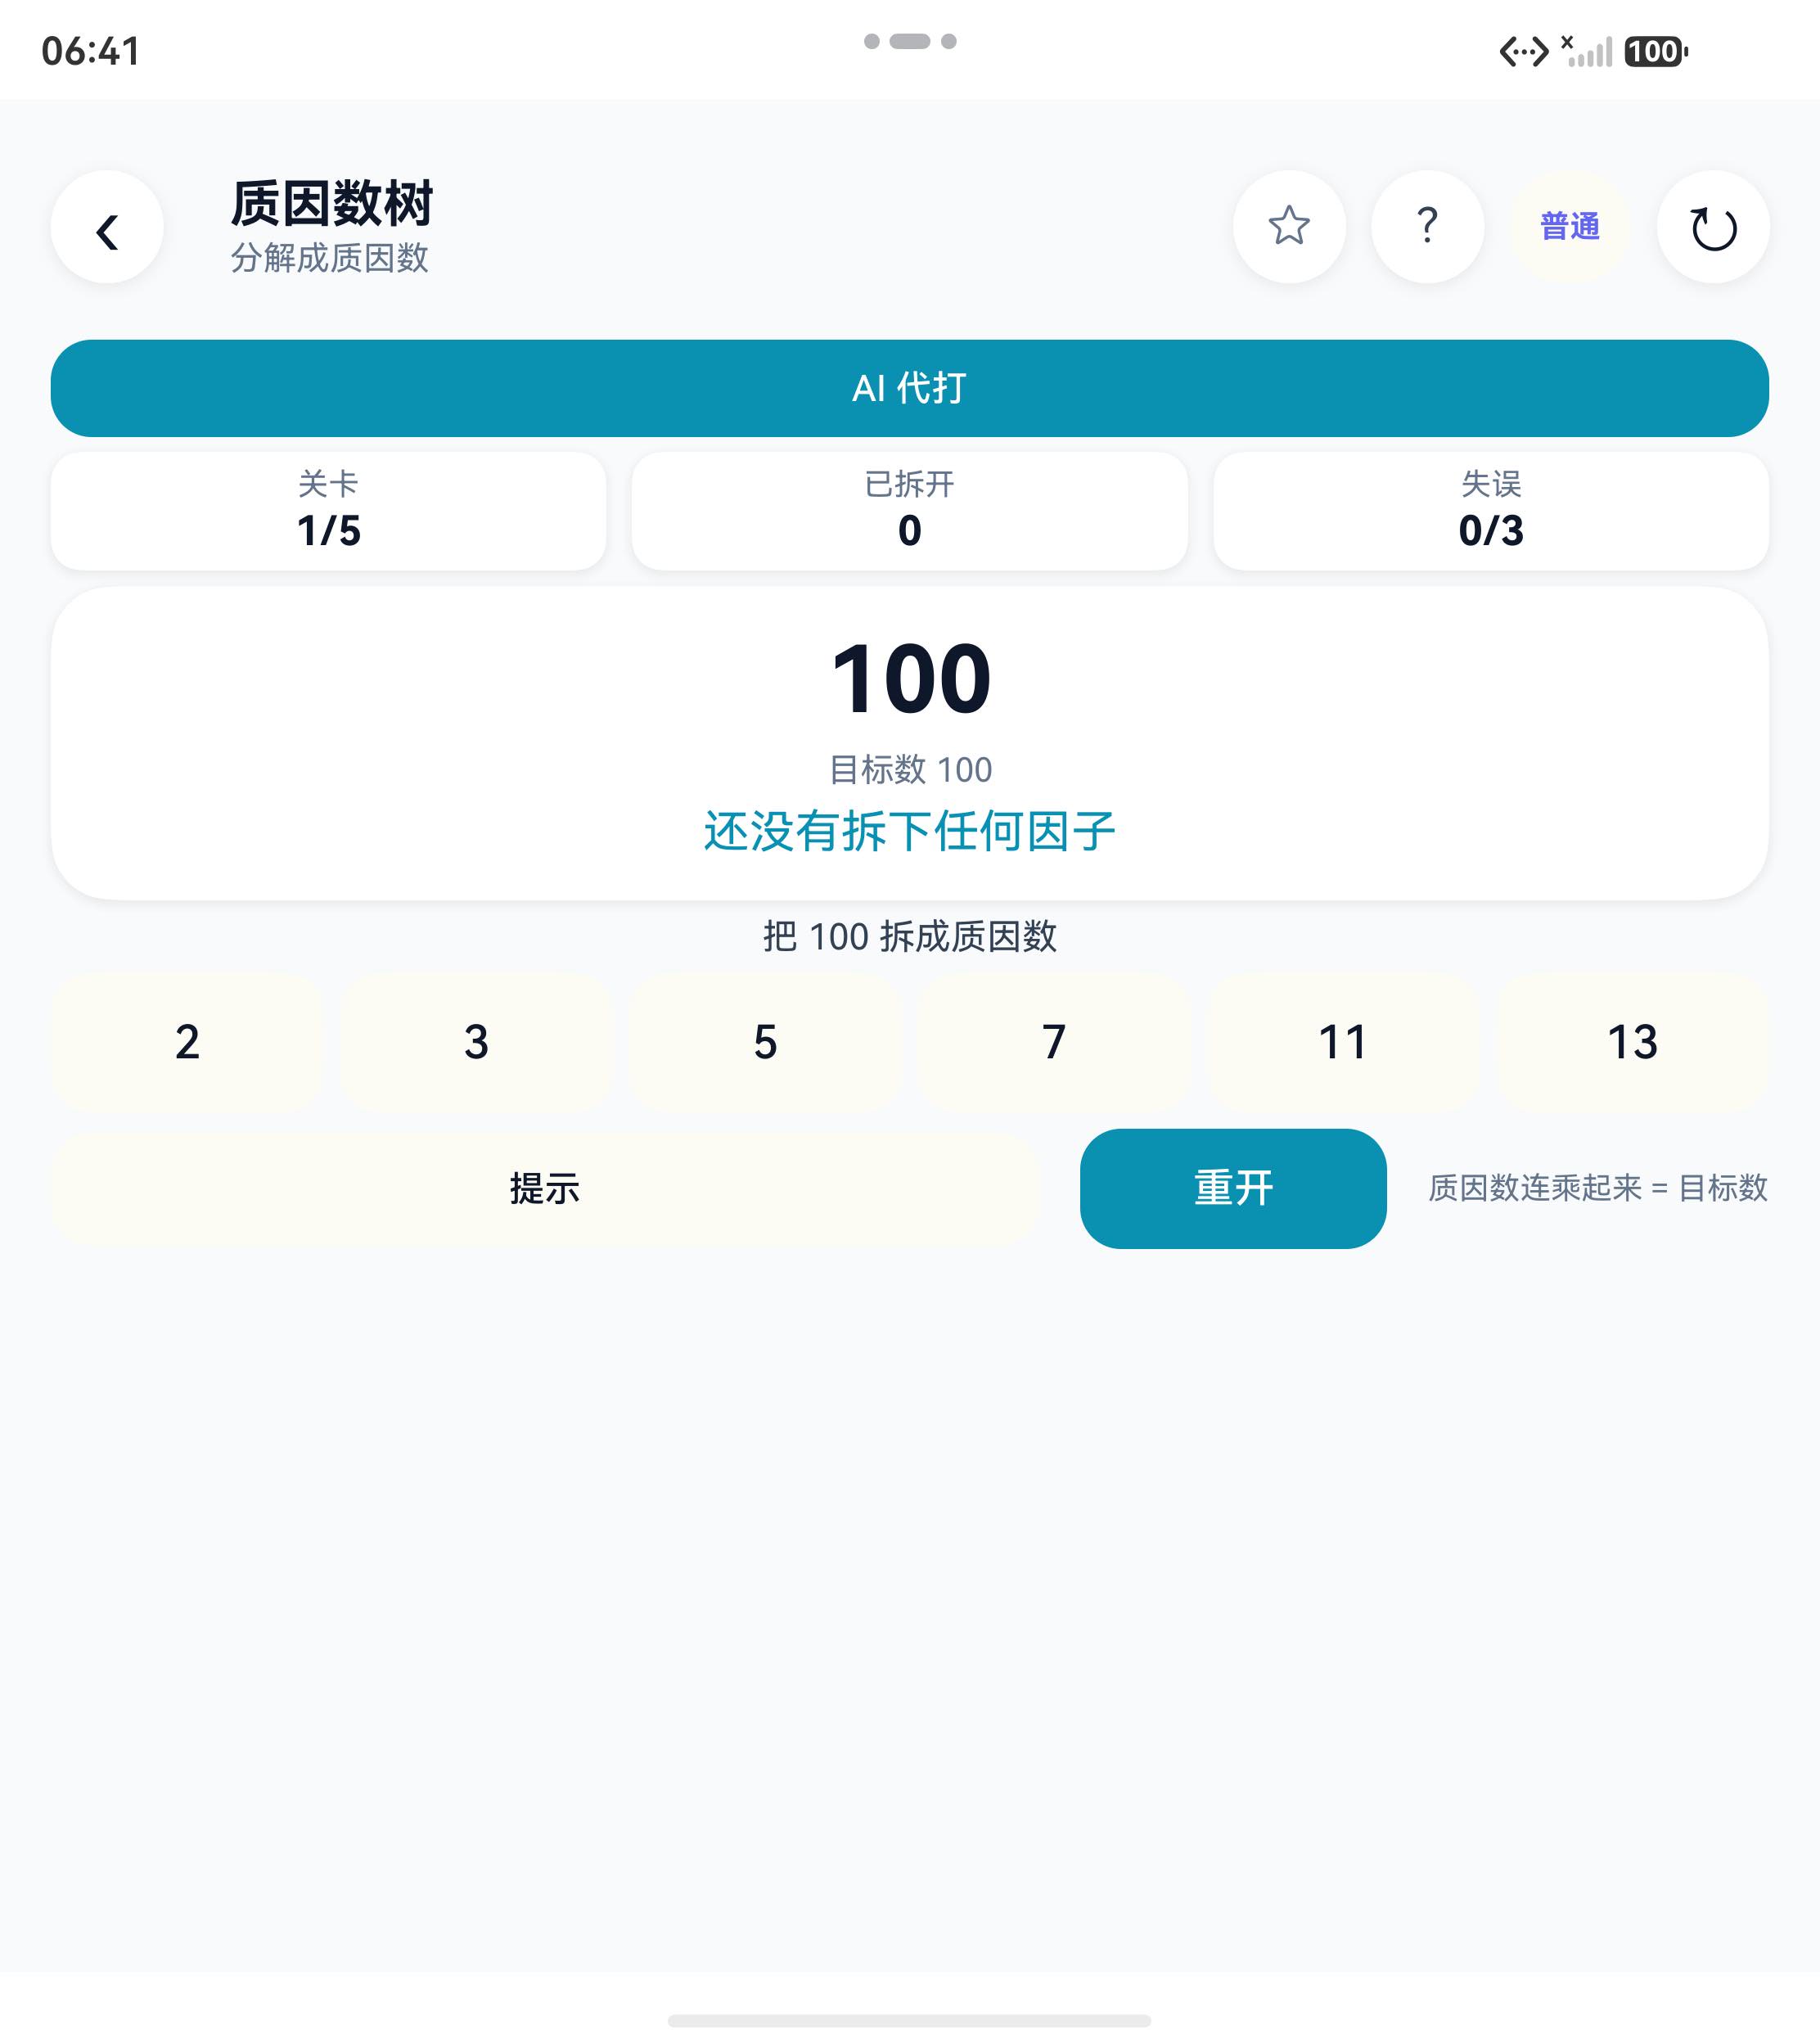 06:41
100
质因数树
分解成质因数
?
普通
AI 代打
关卡
1/5
已拆开
0
失误
0/3
100
目标数 100
还没有拆下任何因子
把 100 拆成质因数
2 3 5 7 11 13
提示
重开
质因数连乘起来 = 目标数